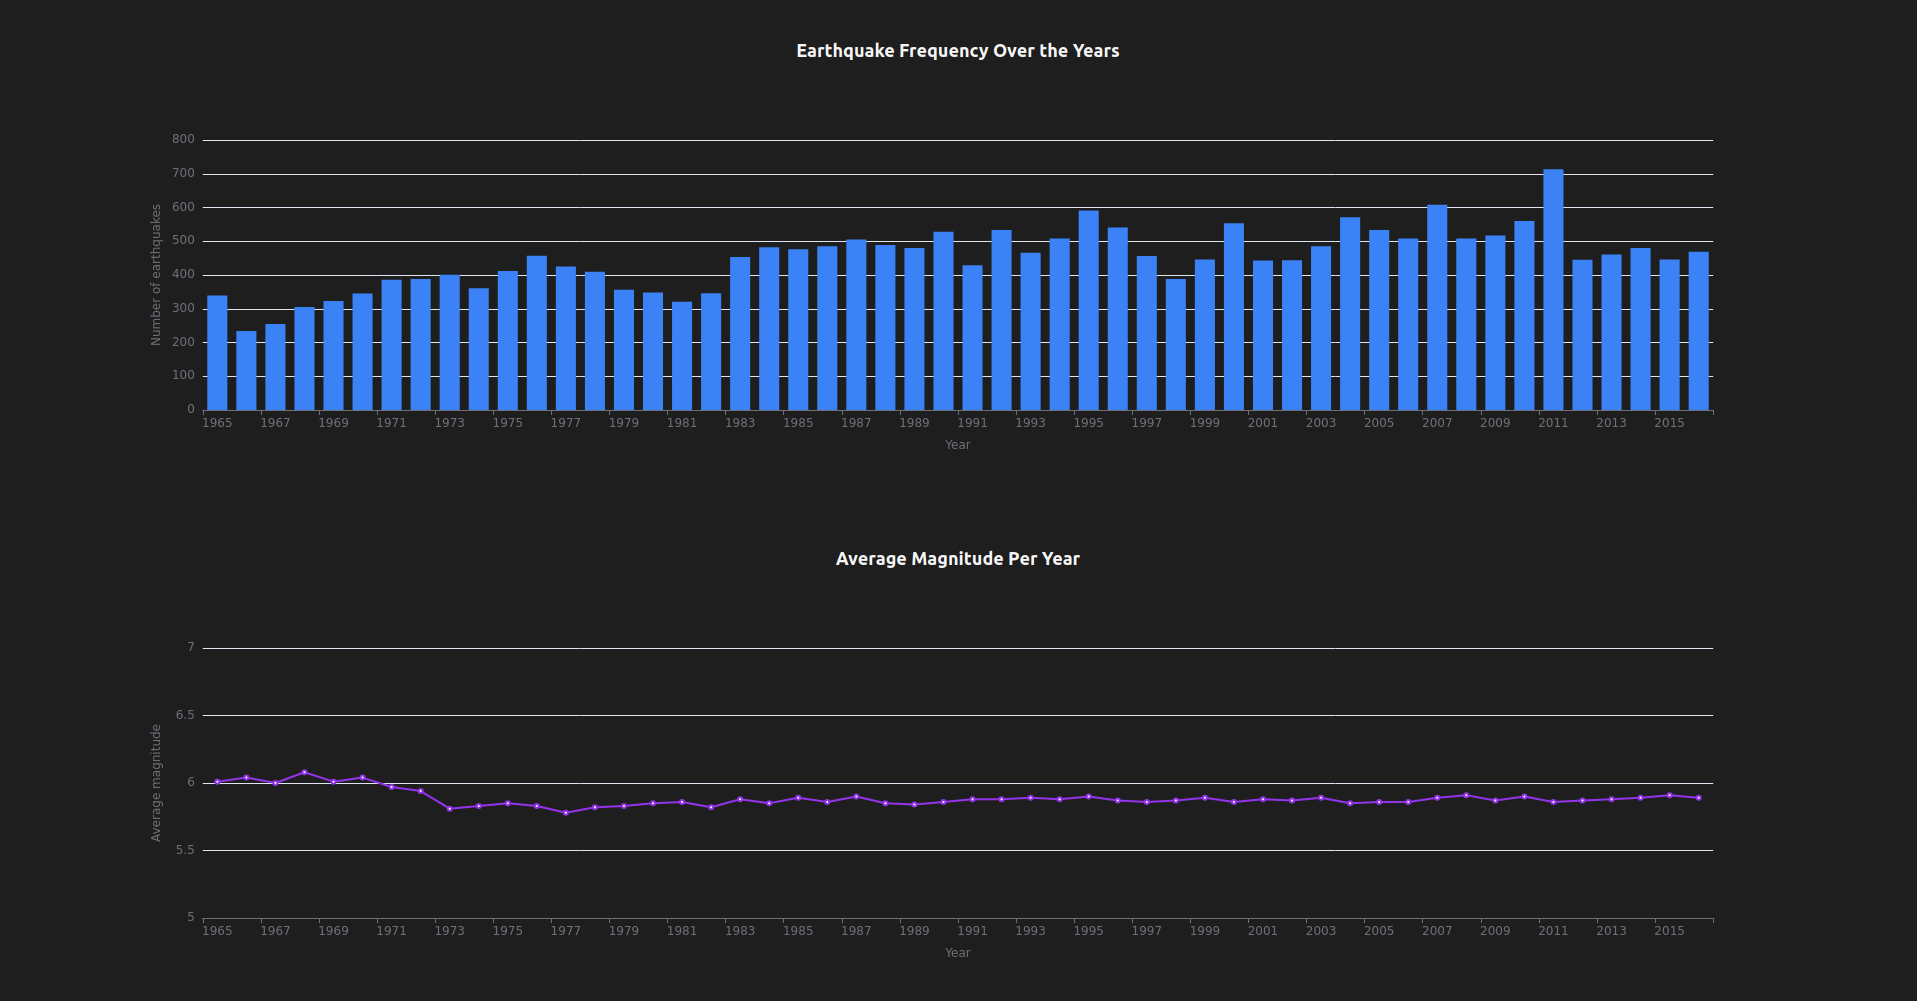 Earthquake Frequency Over the Years
Number of earthquakes
800
700
600
500
400
300
200
100
0
1965 1967 1969 1971 1973 1975 1977 1979 1981 1983 1985 1987 1989 1991 1993 1995 1997 1999 2001 2003 2005 2007 2009 2011 2013 2015
Year
Average Magnitude Per Year
Average magnitude
7
6.5
6
5.5
5
1965 1967 1969 1971 1973 1975 1977 1979 1981 1983 1985 1987 1989 1991 1993 1995 1997 1999 2001 2003 2005 2007 2009 2011 2013 2015
Year